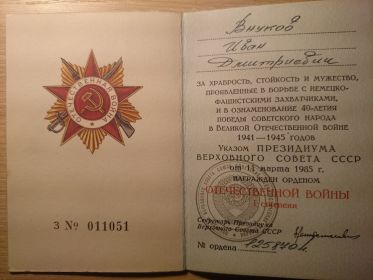 ОТЕЧЕСТВЕННАЯ ВОЙНА
З № 011051
Внуков
Иван
Дмитриевич
ЗА ХРАБРОСТЬ, СТОЙКОСТЬ И МУЖЕСТВО,
ПРОЯВЛЕННЫЕ В БОРЬБЕ С НЕМЕЦКО-
ФАШИСТСКИМИ ЗАХВАТЧИКАМИ,
И В ОЗНАМЕНОВАНИЕ 40-ЛЕТИЯ
ПОБЕДЫ СОВЕТСКОГО НАРОДА
В ВЕЛИКОЙ ОТЕЧЕСТВЕННОЙ ВОЙНЕ
1941—1945 ГОДОВ
УКАЗОМ ПРЕЗИДИУМА
ВЕРХОВНОГО СОВЕТА СССР
от 11 марта 1985 г.
НАГРАЖДЕН ОРДЕНОМ
ОТЕЧЕСТВЕННОЙ ВОЙНЫ
I степени
Секретарь Президиума
Верховного Совета СССР
№ ордена